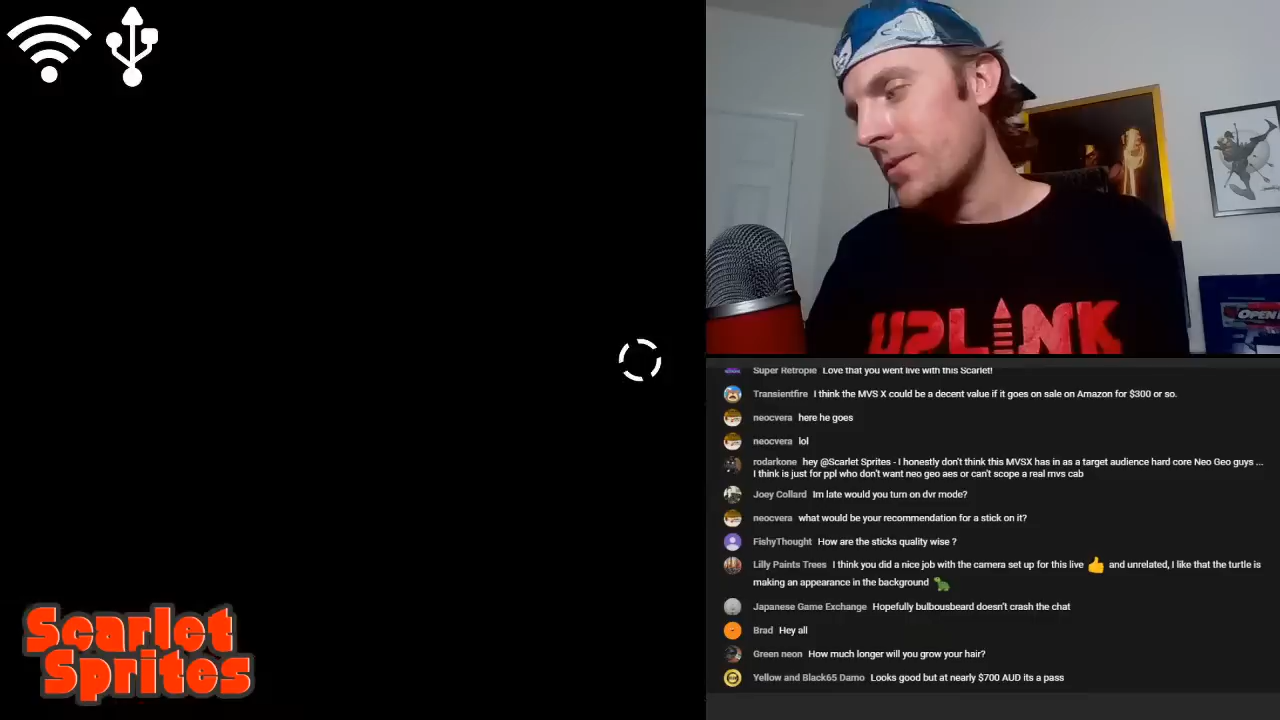 UPLINK
OPEN
Super Retropie Love that you went live with this Scarlet!
Transientfire I think the MVS X could be a decent value if it goes on sale on Amazon for $300 or so.
neocvera here he goes
neocvera lol
rodarkone hey @Scarlet Sprites - I honestly don't think this MVSX has in as a target audience hard core Neo Geo guys ...
I think is just for ppl who don't want neo geo aes or can't scope a real mvs cab
Joey Collard Im late would you turn on dvr mode?
neocvera what would be your recommendation for a stick on it?
FishyThought How are the sticks quality wise ?
Lilly Paints Trees I think you did a nice job with the camera set up for this live 👍 and unrelated, I like that the turtle is
making an appearance in the background 🐢
Japanese Game Exchange Hopefully bulbousbeard doesn't crash the chat
Brad Hey all
Green neon How much longer will you grow your hair?
Yellow and Black65 Damo Looks good but at nearly $700 AUD its a pass
Scarlet
Sprites